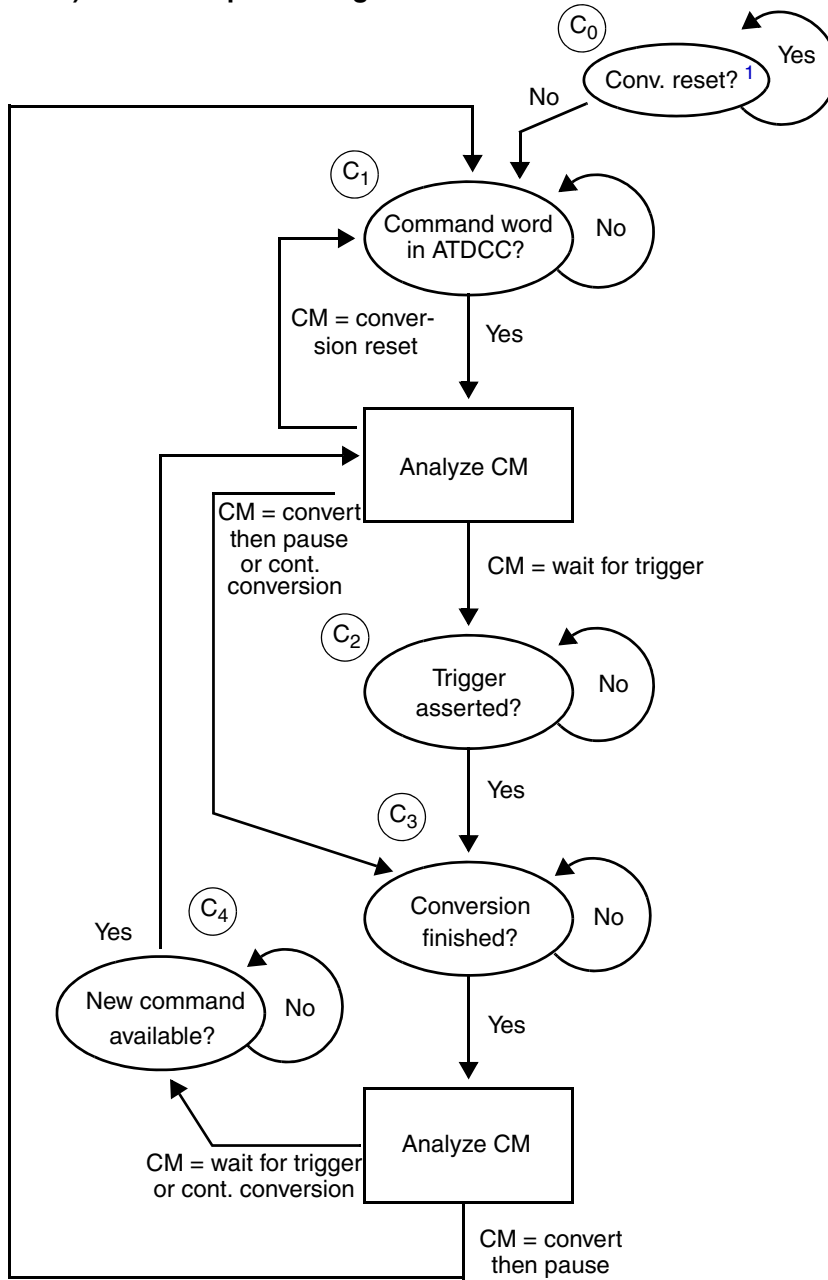 C0
Conv. reset? 1
Yes
No
C1
Command word
in ATDCC?
No
CM = conver-
sion reset
Yes
Analyze CM
CM = convert
then pause
or cont.
conversion
CM = wait for trigger
C2
Trigger
asserted?
No
Yes
C3
Conversion
finished?
No
C4
Yes
New command
available?
No
Yes
Analyze CM
CM = wait for trigger
or cont. conversion
CM = convert
then pause